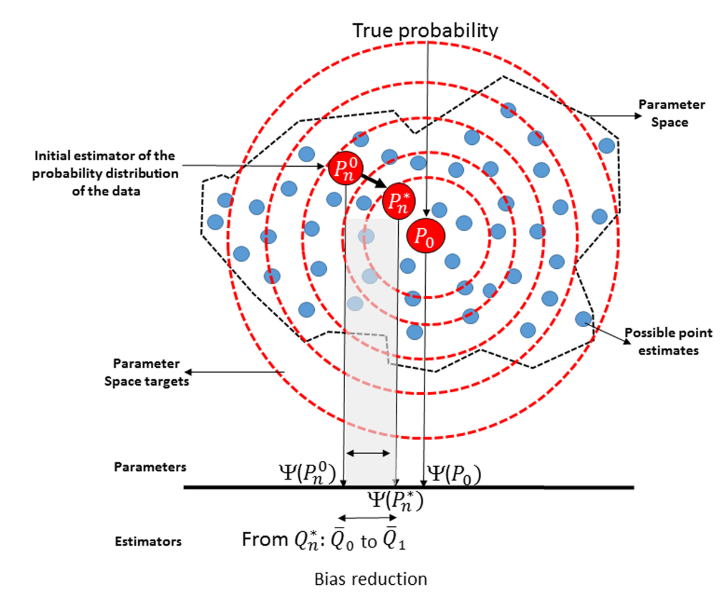 True probability
Parameter
Space
Initial estimator of the
probability distribution
of the data
P_n^0
P_n^*
P_0
Possible point
estimates
Parameter
Space targets
Parameters
Ψ(P_n^0)
Ψ(P_n^*)
Ψ(P_0)
Estimators
From Q_n^*: Q̄_0 to Q̄_1
Bias reduction